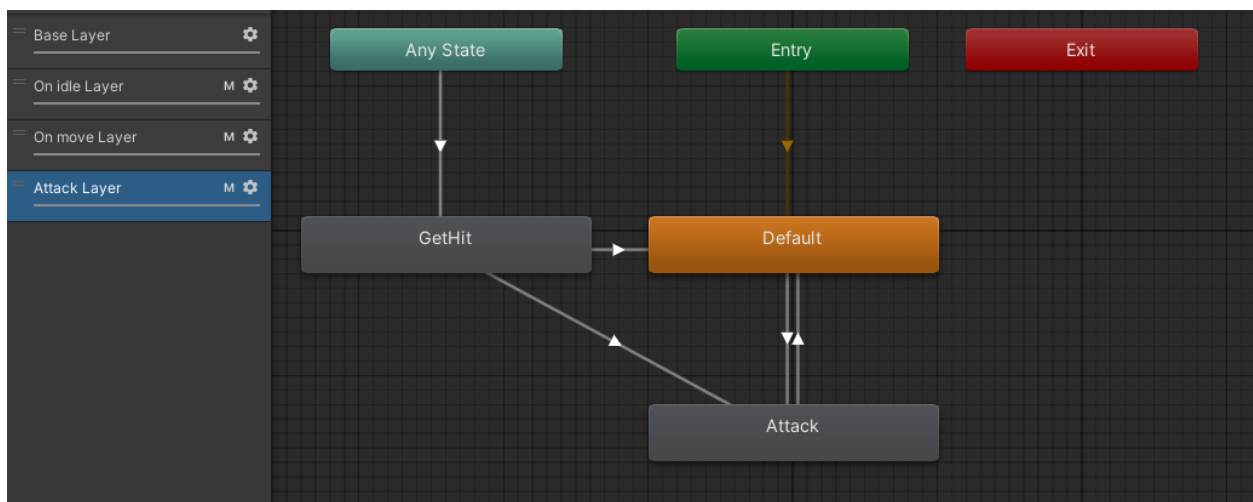 Base Layer
On idle Layer M
On move Layer M
Attack Layer M
Any State
Entry
Exit
GetHit
Default
Attack